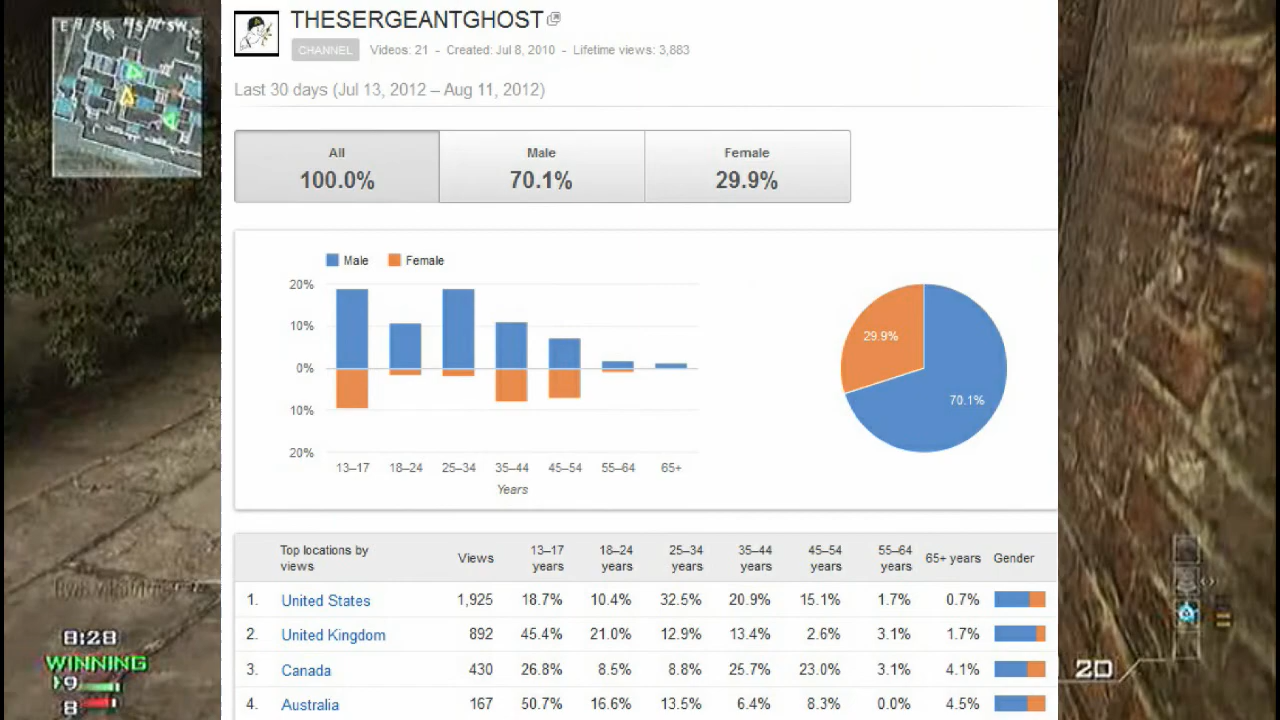 THESERGEANTGHOST
CHANNEL Videos: 21 - Created: Jul 8, 2010 - Lifetime views: 3,883
Last 30 days (Jul 13, 2012 – Aug 11, 2012)
All Male Female
100.0% 70.1% 29.9%
Male Female
20%
10%
0%
10%
20%
13–17 18–24 25–34 35–44 45–54 55–64 65+
Years
29.9%
70.1%
Top locations by views Views 13–17 years 18–24 years 25–34 years 35–44 years 45–54 years 55–64 years 65+ years Gender
1. United States 1,925 18.7% 10.4% 32.5% 20.9% 15.1% 1.7% 0.7%
2. United Kingdom 892 45.4% 21.0% 12.9% 13.4% 2.6% 3.1% 1.7%
3. Canada 430 26.8% 8.5% 8.8% 25.7% 23.0% 3.1% 4.1%
4. Australia 167 50.7% 16.6% 13.5% 6.4% 8.3% 0.0% 4.5%
8:28
WINNING
9
8
20